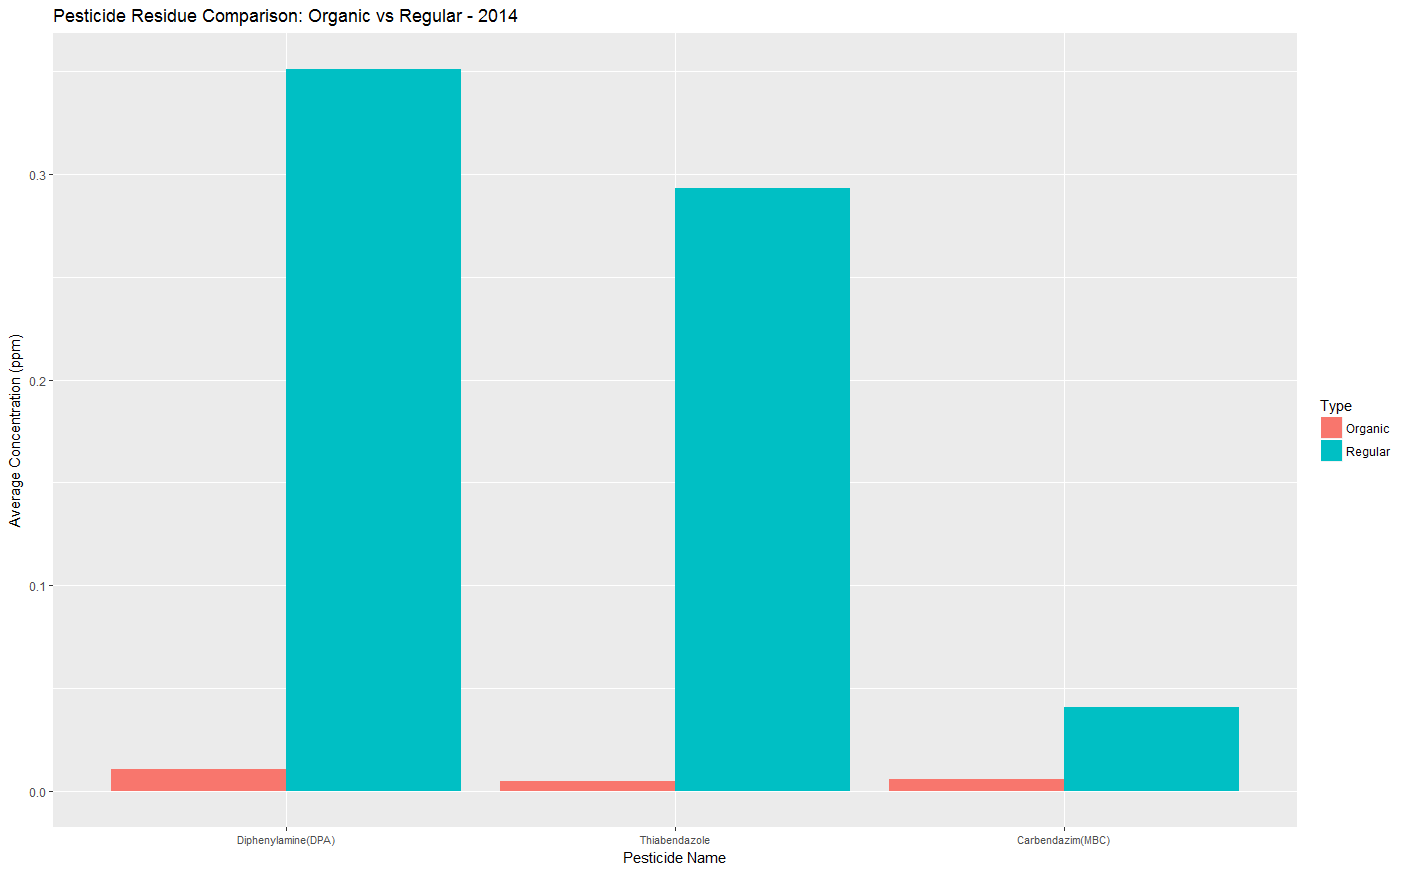 Pesticide Residue Comparison: Organic vs Regular - 2014
Average Concentration (ppm)
0.3
0.2
0.1
0.0
Diphenylamine(DPA)
Thiabendazole
Carbendazim(MBC)
Pesticide Name
Type
Organic
Regular